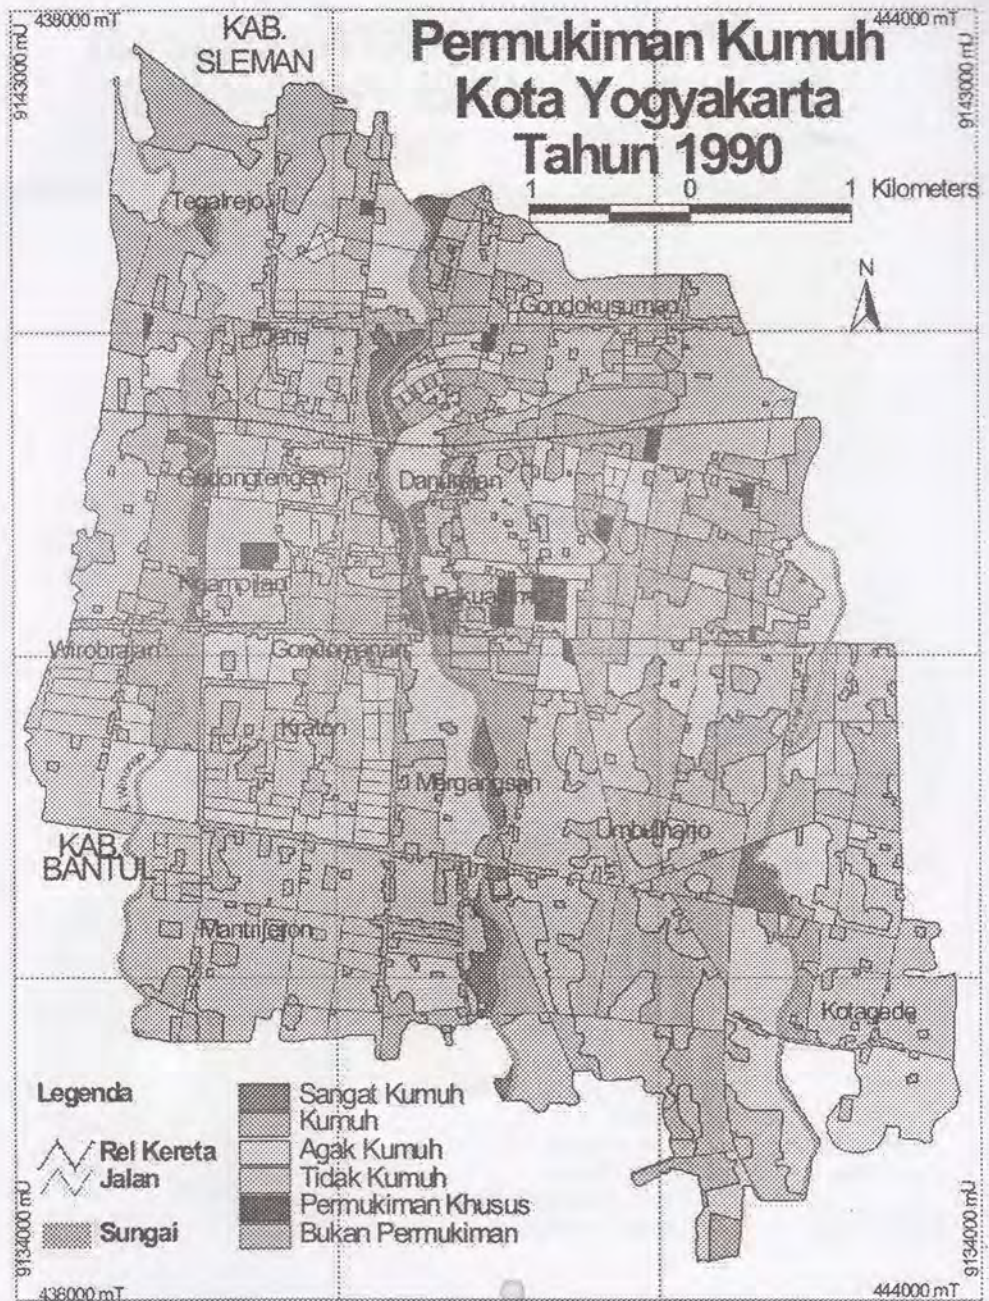 438000 mT
KAB.
SLEMAN
444000 mT
9143000 mU
9143000 mU
Permukiman Kumuh
Kota Yogyakarta
Tahun 1990
1 0 1 Kilometers
N
Tegalrejo
Gondokusuman
Jetis
Gedongtengen
Danurejan
Ngampilan
Wirobrajan
Gondomanan
Kraton
Mergangsan
Umbulharjo
KAB.
BANTUL
Mantrijeron
Kotagede
Legenda
Rel Kereta
Jalan
Sungai
Sangat Kumuh
Kumuh
Agak Kumuh
Tidak Kumuh
Permukiman Khusus
Bukan Permukiman
9134000 mU
9134000 mU
438000 mT
444000 mT